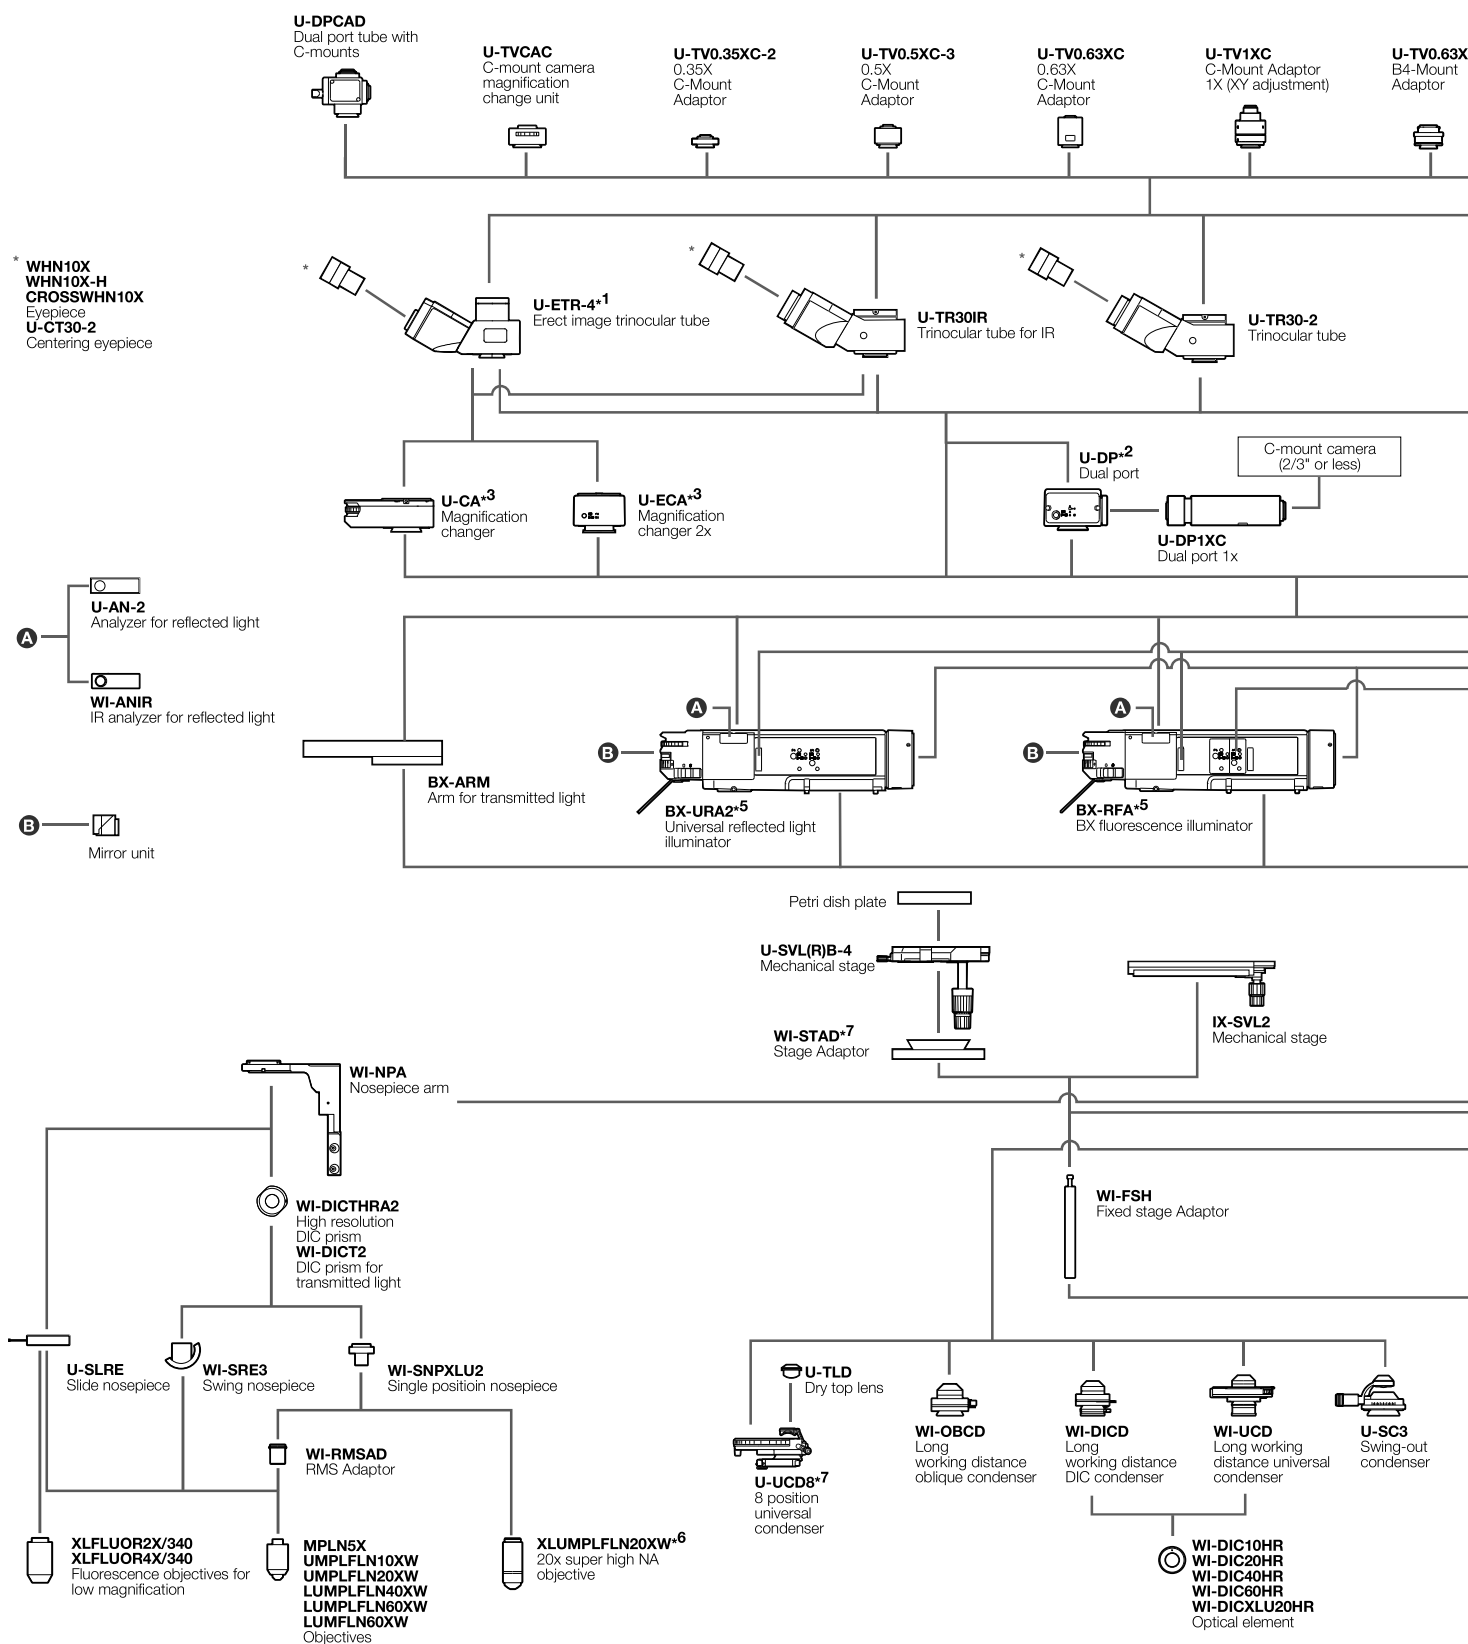 U-DPCAD
Dual port tube with
C-mounts
U-TVCAC
C-mount camera
magnification
change unit
U-TV0.35XC-2
0.35X
C-Mount
Adaptor
U-TV0.5XC-3
0.5X
C-Mount
Adaptor
U-TV0.63XC
0.63X
C-Mount
Adaptor
U-TV1XC
C-Mount Adaptor
1X (XY adjustment)
U-TV0.63X
B4-Mount
Adaptor
* WHN10X
WHN10X-H
CROSSWHN10X
Eyepiece
U-CT30-2
Centering eyepiece
*
U-ETR-4*1
Erect image trinocular tube
*
U-TR30IR
Trinocular tube for IR
*
U-TR30-2
Trinocular tube
U-CA*3
Magnification
changer
U-ECA*3
Magnification
changer 2x
U-DP*2
Dual port
C-mount camera
(2/3" or less)
U-DP1XC
Dual port 1x
A
U-AN-2
Analyzer for reflected light
WI-ANIR
IR analyzer for reflected light
B
Mirror unit
BX-ARM
Arm for transmitted light
A
B
BX-URA2*5
Universal reflected light
illuminator
A
B
BX-RFA*5
BX fluorescence illuminator
Petri dish plate
U-SVL(R)B-4
Mechanical stage
WI-STAD*7
Stage Adaptor
IX-SVL2
Mechanical stage
WI-NPA
Nosepiece arm
WI-DICTHRA2
High resolution
DIC prism
WI-DICT2
DIC prism for
transmitted light
WI-FSH
Fixed stage Adaptor
U-SLRE
Slide nosepiece
WI-SRE3
Swing nosepiece
WI-SNPXLU2
Single positioin nosepiece
WI-RMSAD
RMS Adaptor
U-TLD
Dry top lens
U-UCD8*7
8 position
universal
condenser
WI-OBCD
Long
working distance
oblique condenser
WI-DICD
Long
working distance
DIC condenser
WI-UCD
Long working
distance universal
condenser
U-SC3
Swing-out
condenser
XLFLUOR2X/340
XLFLUOR4X/340
Fluorescence objectives for
low magnification
MPLN5X
UMPLFLN10XW
UMPLFLN20XW
LUMPLFLN40XW
LUMPLFLN60XW
LUMFLN60XW
Objectives
XLUMPLFLN20XW*6
20x super high NA
objective
WI-DIC10HR
WI-DIC20HR
WI-DIC40HR
WI-DIC60HR
WI-DICXLU20HR
Optical element